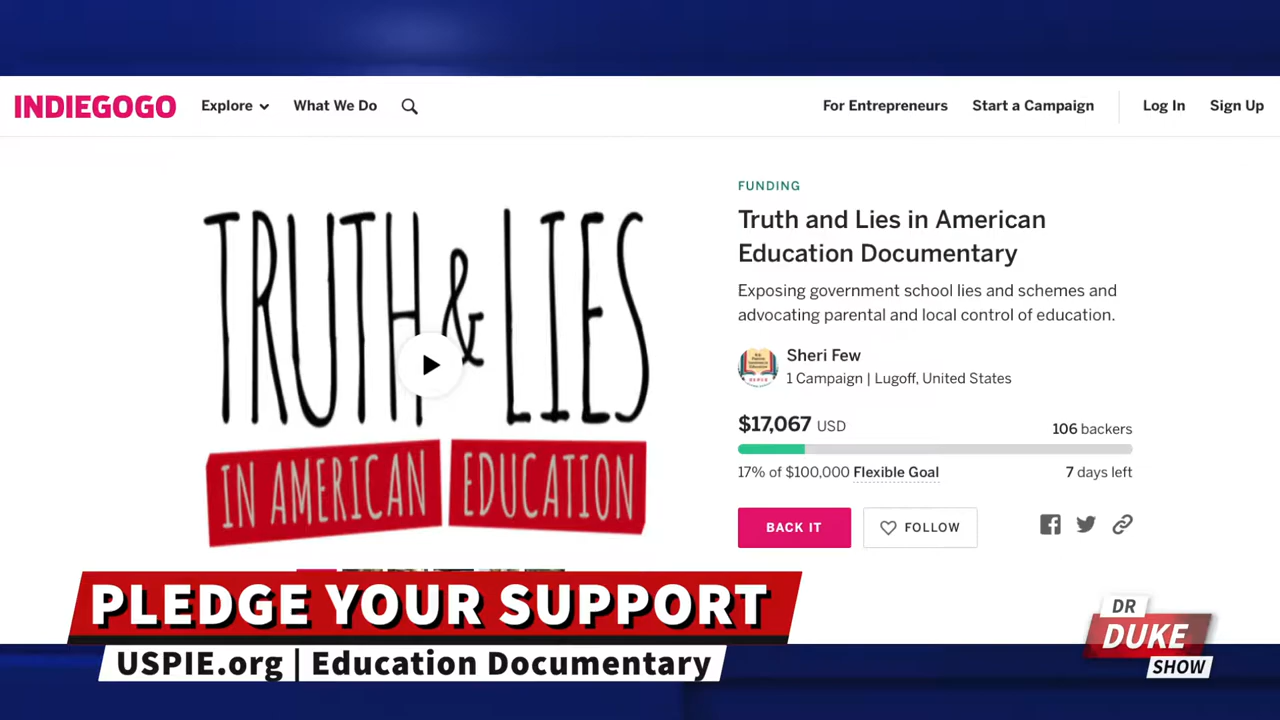 INDIEGOGO Explore What We Do For Entrepreneurs Start a Campaign Log In Sign Up
TRUTH & LIES
IN AMERICAN EDUCATION
FUNDING
Truth and Lies in American
Education Documentary
Exposing government school lies and schemes and
advocating parental and local control of education.
Sheri Few
1 Campaign | Lugoff, United States
$17,067 USD 106 backers
17% of $100,000 Flexible Goal 7 days left
BACK IT FOLLOW
PLEDGE YOUR SUPPORT
USPIE.org | Education Documentary
DR
DUKE
SHOW